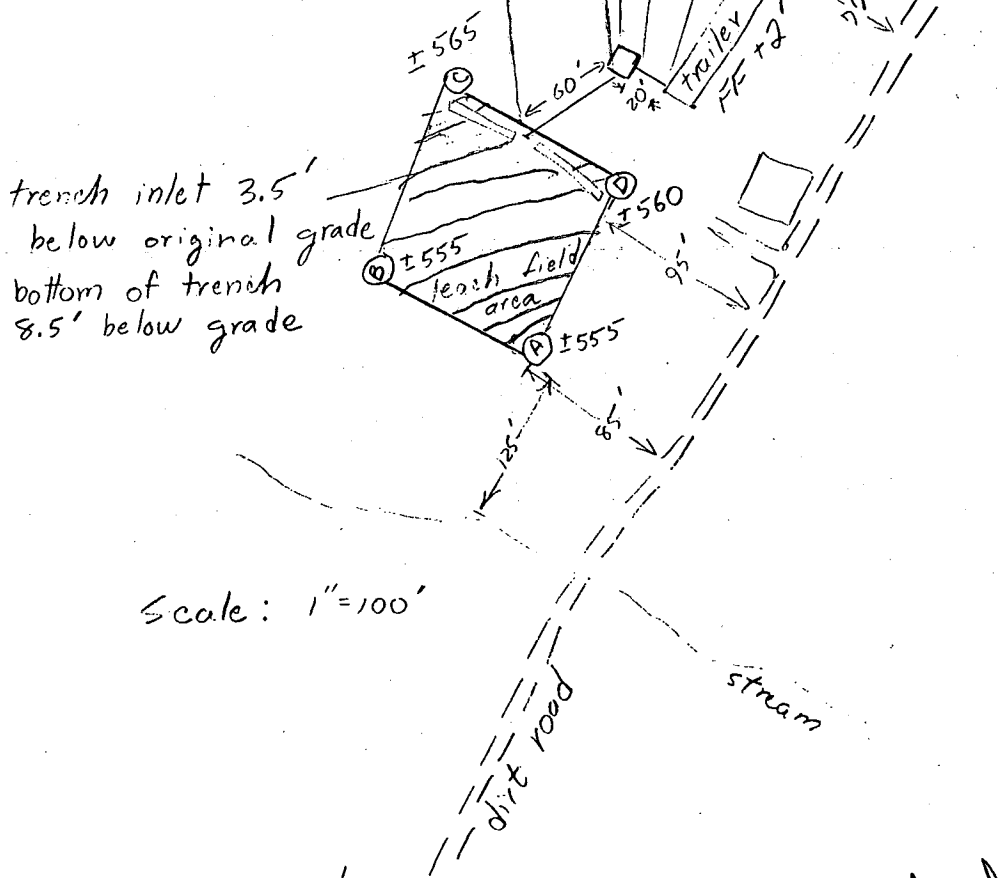 ± 565
C
60'
20'
trailer
FF +2'
trench inlet 3.5'
below original grade
bottom of trench
8.5' below grade
D
± 560
95'
B
± 555
leach field
area
A
± 555
85'
125'
Scale: 1"=100'
stream
dirt road